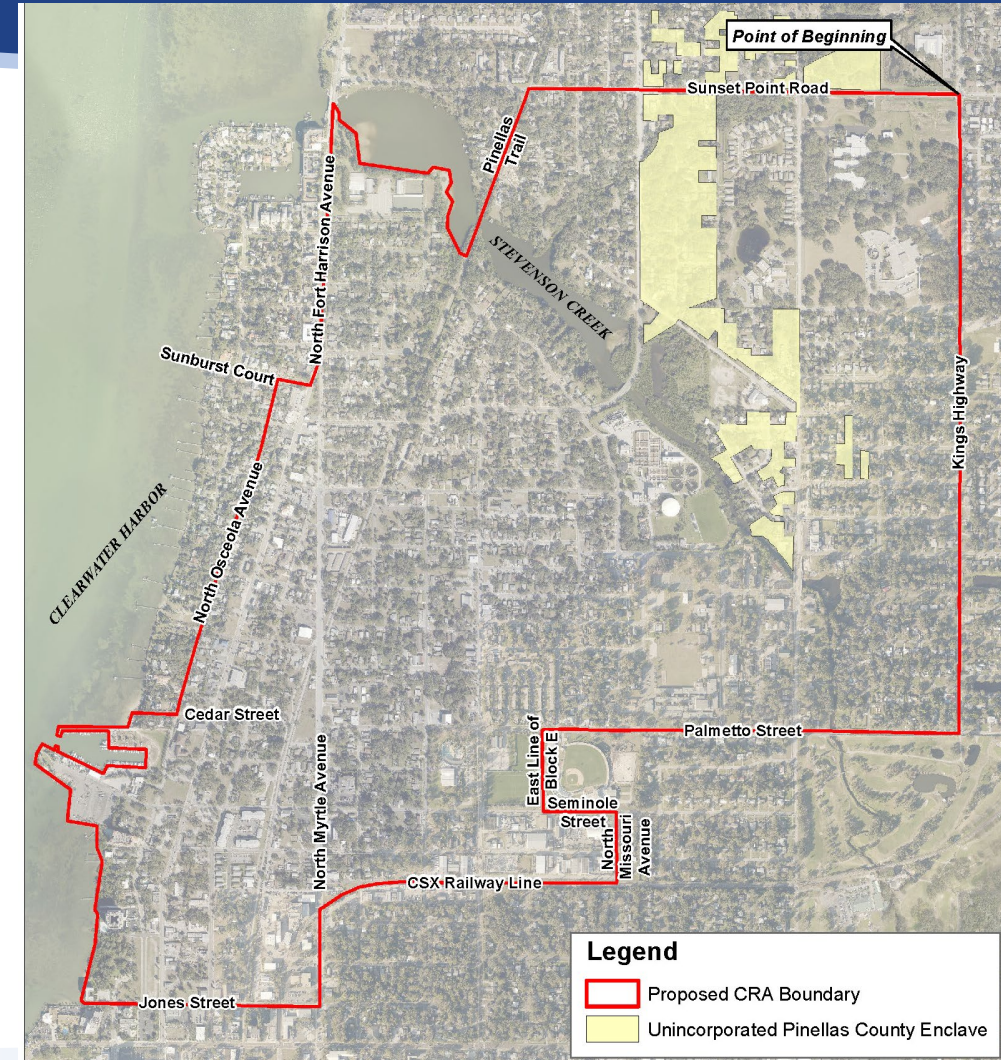 Point of Beginning
Sunset Point Road
Pinellas
Trail
North Fort Harrison Avenue
STEVENSON CREEK
Sunburst Court
Kings Highway
CLEARWATER HARBOR
North Osceola Avenue
Cedar Street
East Line of
Block E
Palmetto Street
North Myrtle Avenue
Seminole
Street
North
Missouri
Avenue
CSX Railway Line
Jones Street
Legend
Proposed CRA Boundary
Unincorporated Pinellas County Enclave